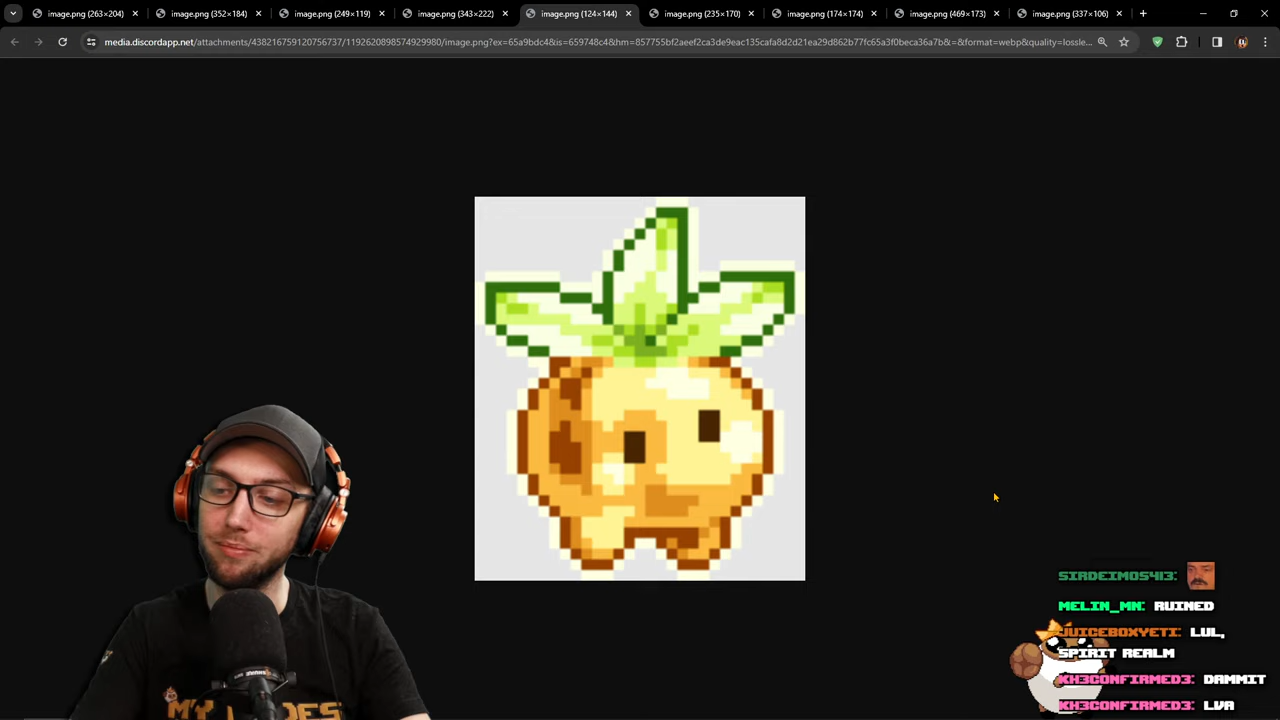 image.png (263×204)
image.png (352×184)
image.png (249×119)
image.png (343×222)
image.png (124×144)
image.png (235×170)
image.png (174×174)
image.png (469×173)
image.png (337×106)
media.discordapp.net/attachments/438216759120756737/1192620898574929980/image.png?ex=65a9bdc4&is=659748c4&hm=857755bf2aeef2ca3de9eac135cafa8d2d21ea29d862b77fc65a3f0beca36a7b&=&format=webp&quality=lossle...
SIRDEIMOS413:
MELIN_MN: RUINED
JUICEBOXYETI: LUL,
SPIRIT REALM
KH3CONFIRMED3: DAMMIT
KH3CONFIRMED3: LVA
SHURE